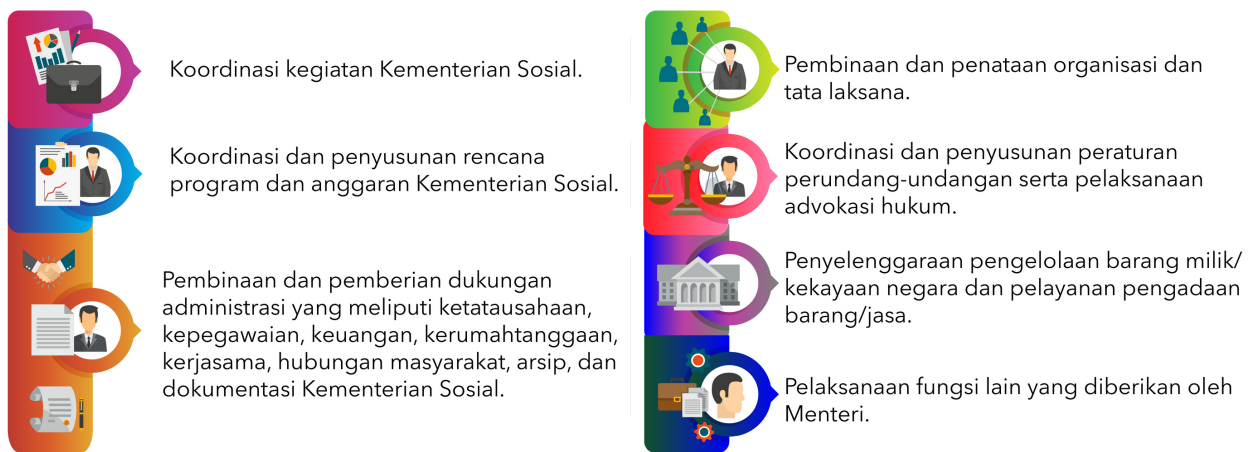 Koordinasi kegiatan Kementerian Sosial.
Koordinasi dan penyusunan rencana
program dan anggaran Kementerian Sosial.
Pembinaan dan pemberian dukungan
administrasi yang meliputi ketatausahaan,
kepegawaian, keuangan, kerumahtanggaan,
kerjasama, hubungan masyarakat, arsip, dan
dokumentasi Kementerian Sosial.
Pembinaan dan penataan organisasi dan
tata laksana.
Koordinasi dan penyusunan peraturan
perundang-undangan serta pelaksanaan
advokasi hukum.
Penyelenggaraan pengelolaan barang milik/
kekayaan negara dan pelayanan pengadaan
barang/jasa.
Pelaksanaan fungsi lain yang diberikan oleh
Menteri.